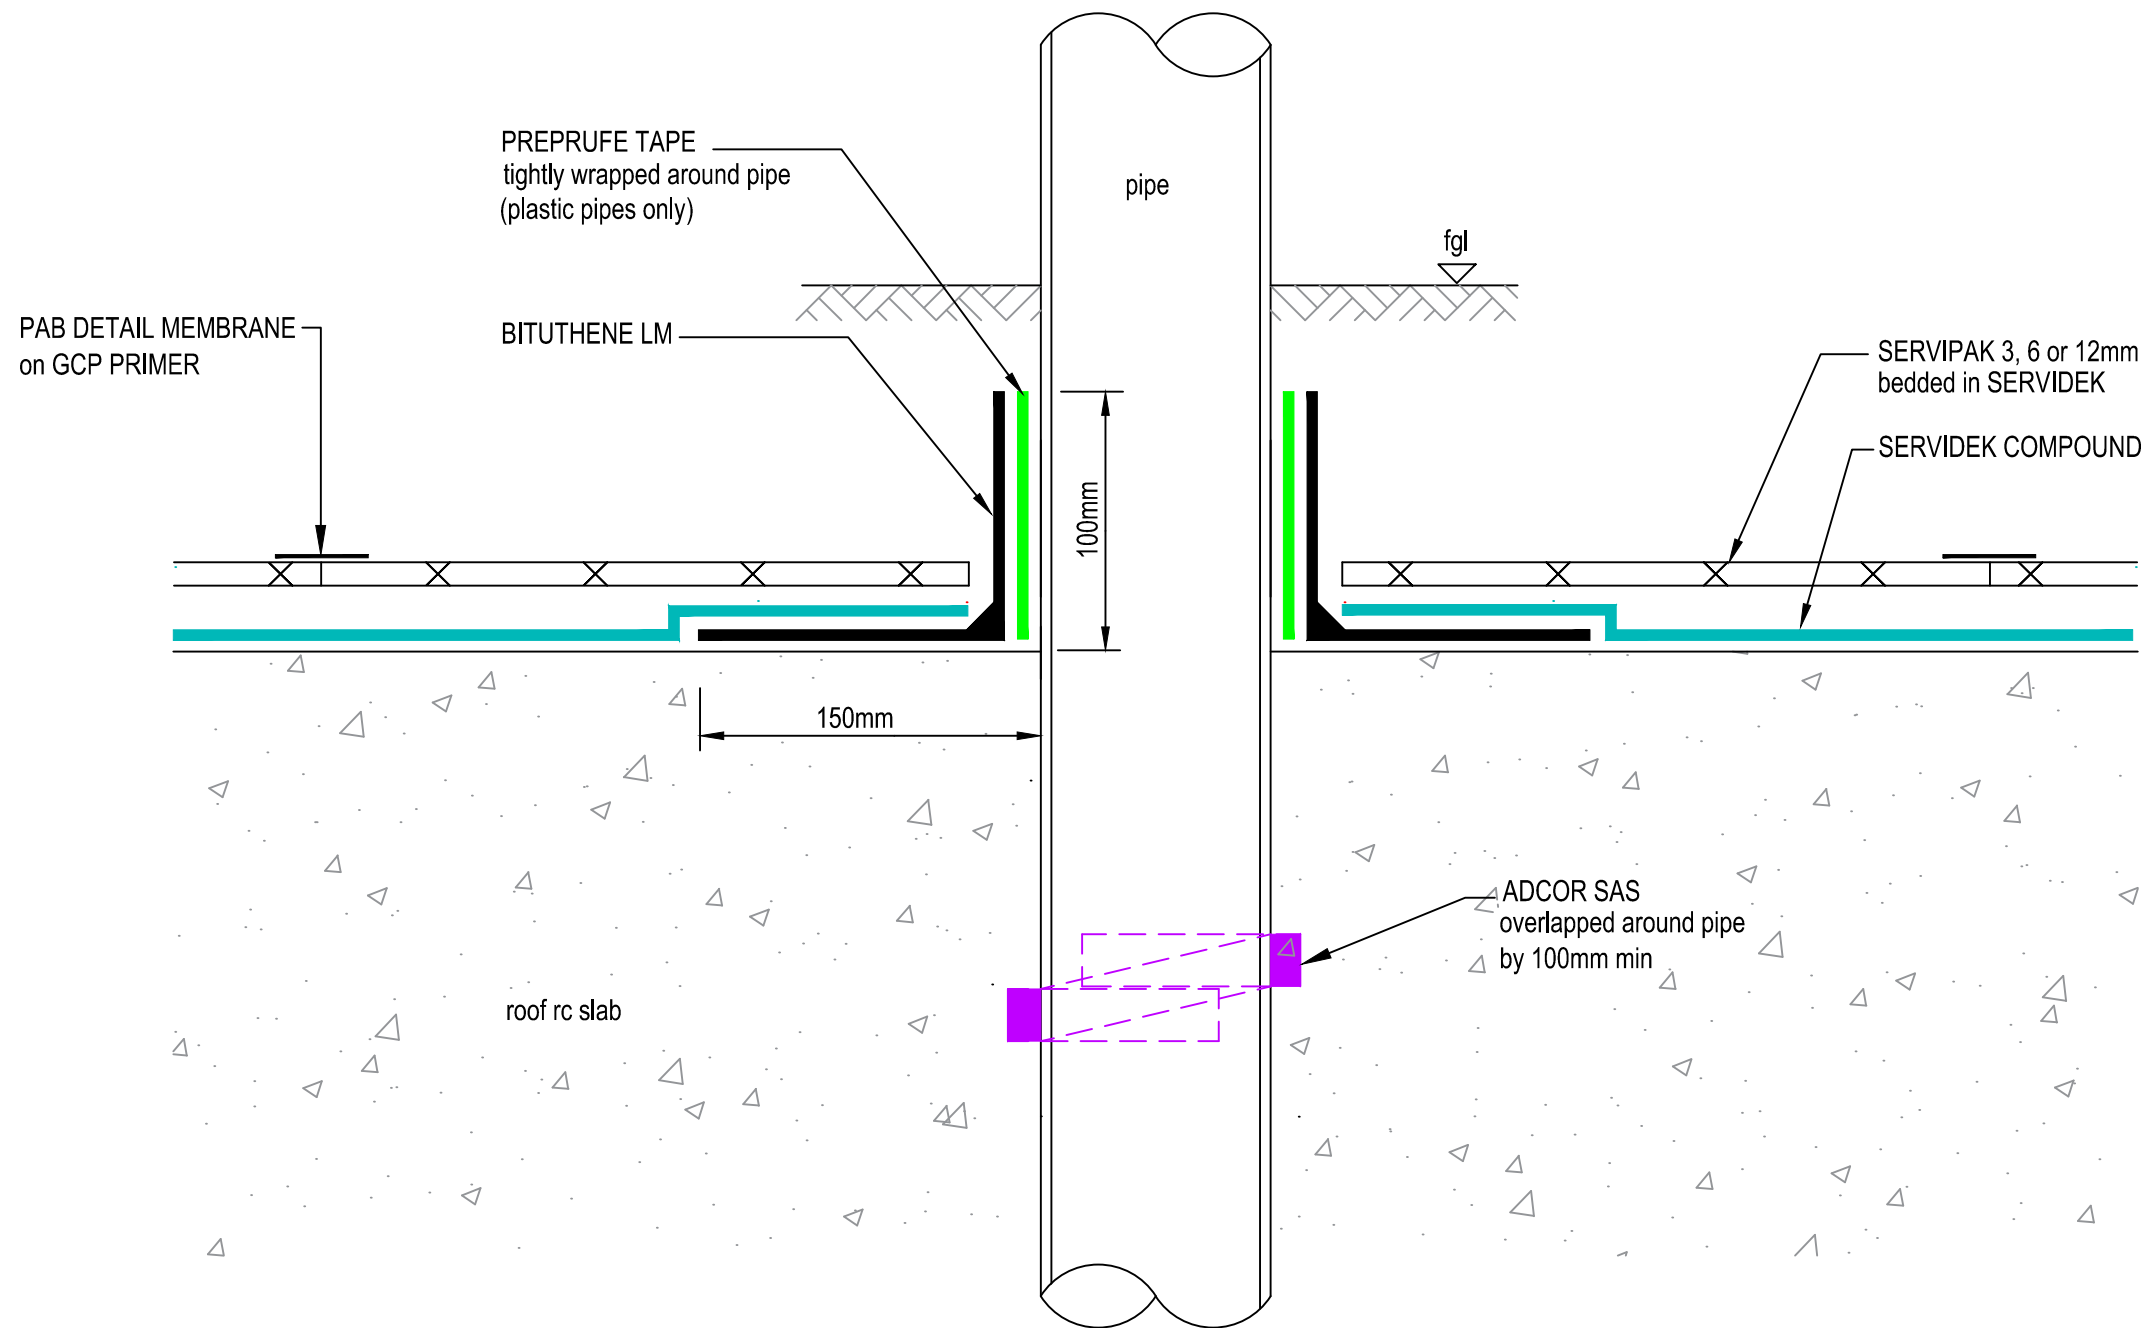 PREPRUFE TAPE
tightly wrapped around pipe
(plastic pipes only)
pipe
fgl
PAB DETAIL MEMBRANE
on GCP PRIMER
BITUTHENE LM
SERVIPAK 3, 6 or 12mm
bedded in SERVIDEK
SERVIDEK COMPOUND
100mm
150mm
ADCOR SAS
overlapped around pipe
by 100mm min
roof rc slab